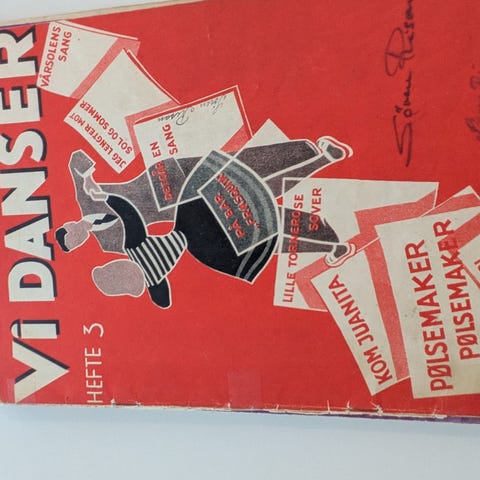 Vi DANSER
HEFTE 3
VÅRSOLENS
SANG
JEG LENGTER MOT
SOL OG SOMMER
EN
SANG
LILLE TORNEROSE
SOVER
KOM JUANITA
PØLSEMAKER
PØLSEMAKER
Søren